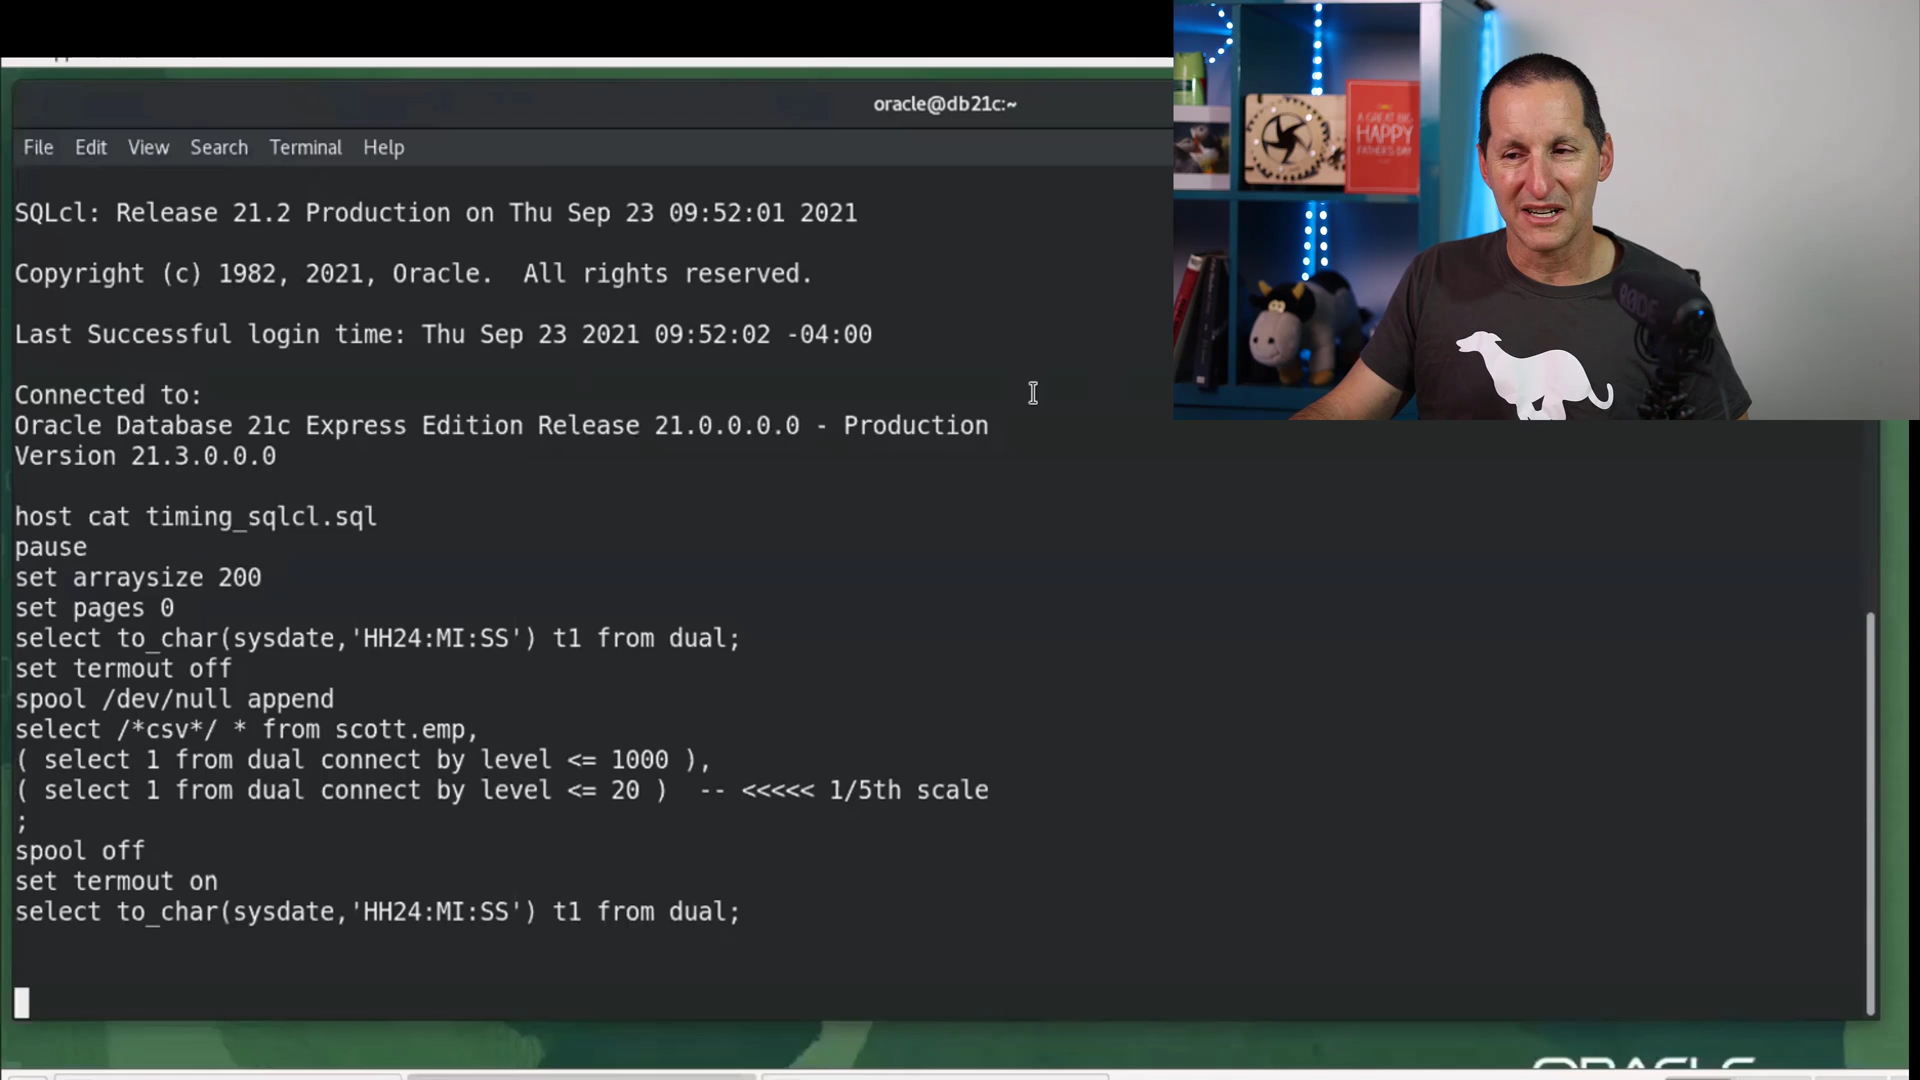 oracle@db21c:~
File Edit View Search Terminal Help
SQLcl: Release 21.2 Production on Thu Sep 23 09:52:01 2021
Copyright (c) 1982, 2021, Oracle.  All rights reserved.
Last Successful login time: Thu Sep 23 2021 09:52:02 -04:00
Connected to:
Oracle Database 21c Express Edition Release 21.0.0.0.0 - Production
Version 21.3.0.0.0
host cat timing_sqlcl.sql
pause
set arraysize 200
set pages 0
select to_char(sysdate,'HH24:MI:SS') t1 from dual;
set termout off
spool /dev/null append
select /*csv*/ * from scott.emp,
( select 1 from dual connect by level <= 1000 ),
( select 1 from dual connect by level <= 20 )  -- <<<<< 1/5th scale
;
spool off
set termout on
select to_char(sysdate,'HH24:MI:SS') t1 from dual;
A GREAT BIG
HAPPY
FATHER'S DAY
RODE
ORACLE